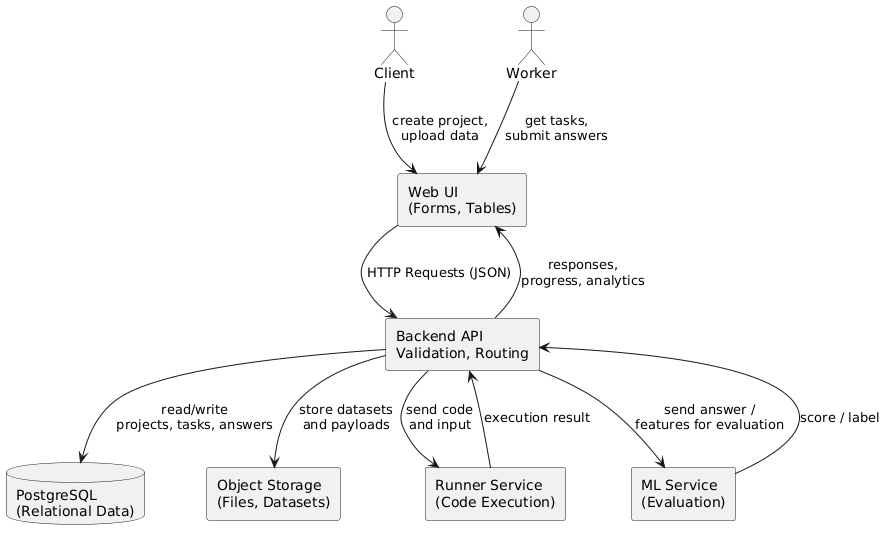 Client
Worker
create project,
upload data
get tasks,
submit answers
Web UI
(Forms, Tables)
HTTP Requests (JSON)
responses,
progress, analytics
Backend API
Validation, Routing
read/write
projects, tasks, answers
store datasets
and payloads
send code
and input
execution result
send answer /
features for evaluation
score / label
PostgreSQL
(Relational Data)
Object Storage
(Files, Datasets)
Runner Service
(Code Execution)
ML Service
(Evaluation)